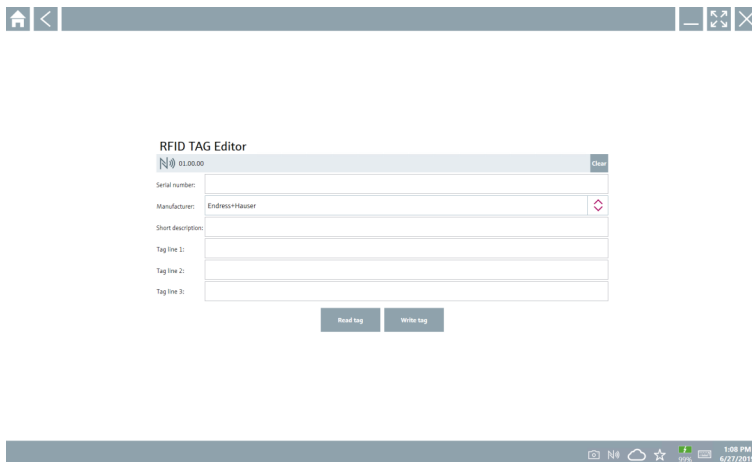 RFID TAG Editor
01.00.00
Clear
Serial number:
Manufacturer: Endress+Hauser
Short description:
Tag line 1:
Tag line 2:
Tag line 3:
Read tag Write tag
99%
1:08 PM